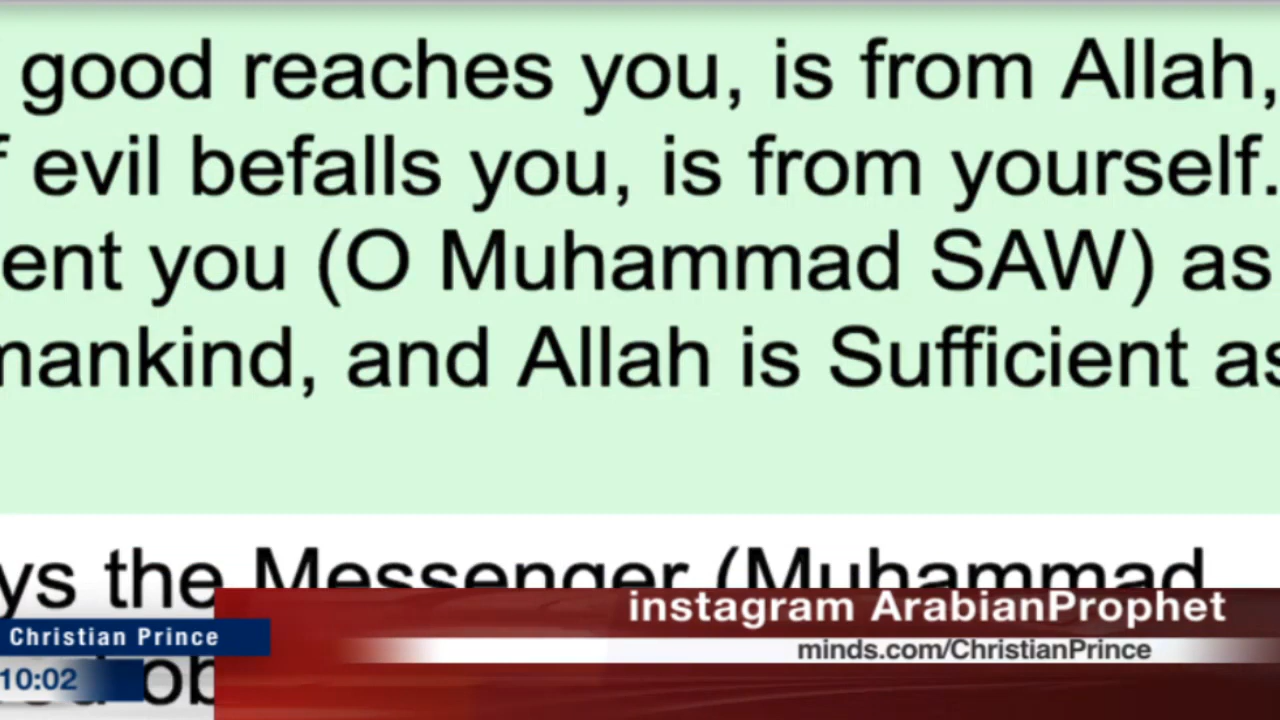 good reaches you, is from Allah,
evil befalls you, is from yourself.
ent you (O Muhammad SAW) as
mankind, and Allah is Sufficient as
ys the Messenger (Muhammad
instagram ArabianProphet
Christian Prince
minds.com/ChristianPrince
10:02
ob